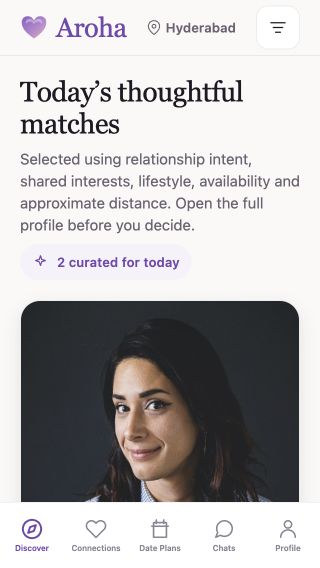 Aroha
Hyderabad
Today’s thoughtful
matches
Selected using relationship intent,
shared interests, lifestyle, availability and
approximate distance. Open the full
profile before you decide.
2 curated for today
Discover
Connections
Date Plans
Chats
Profile